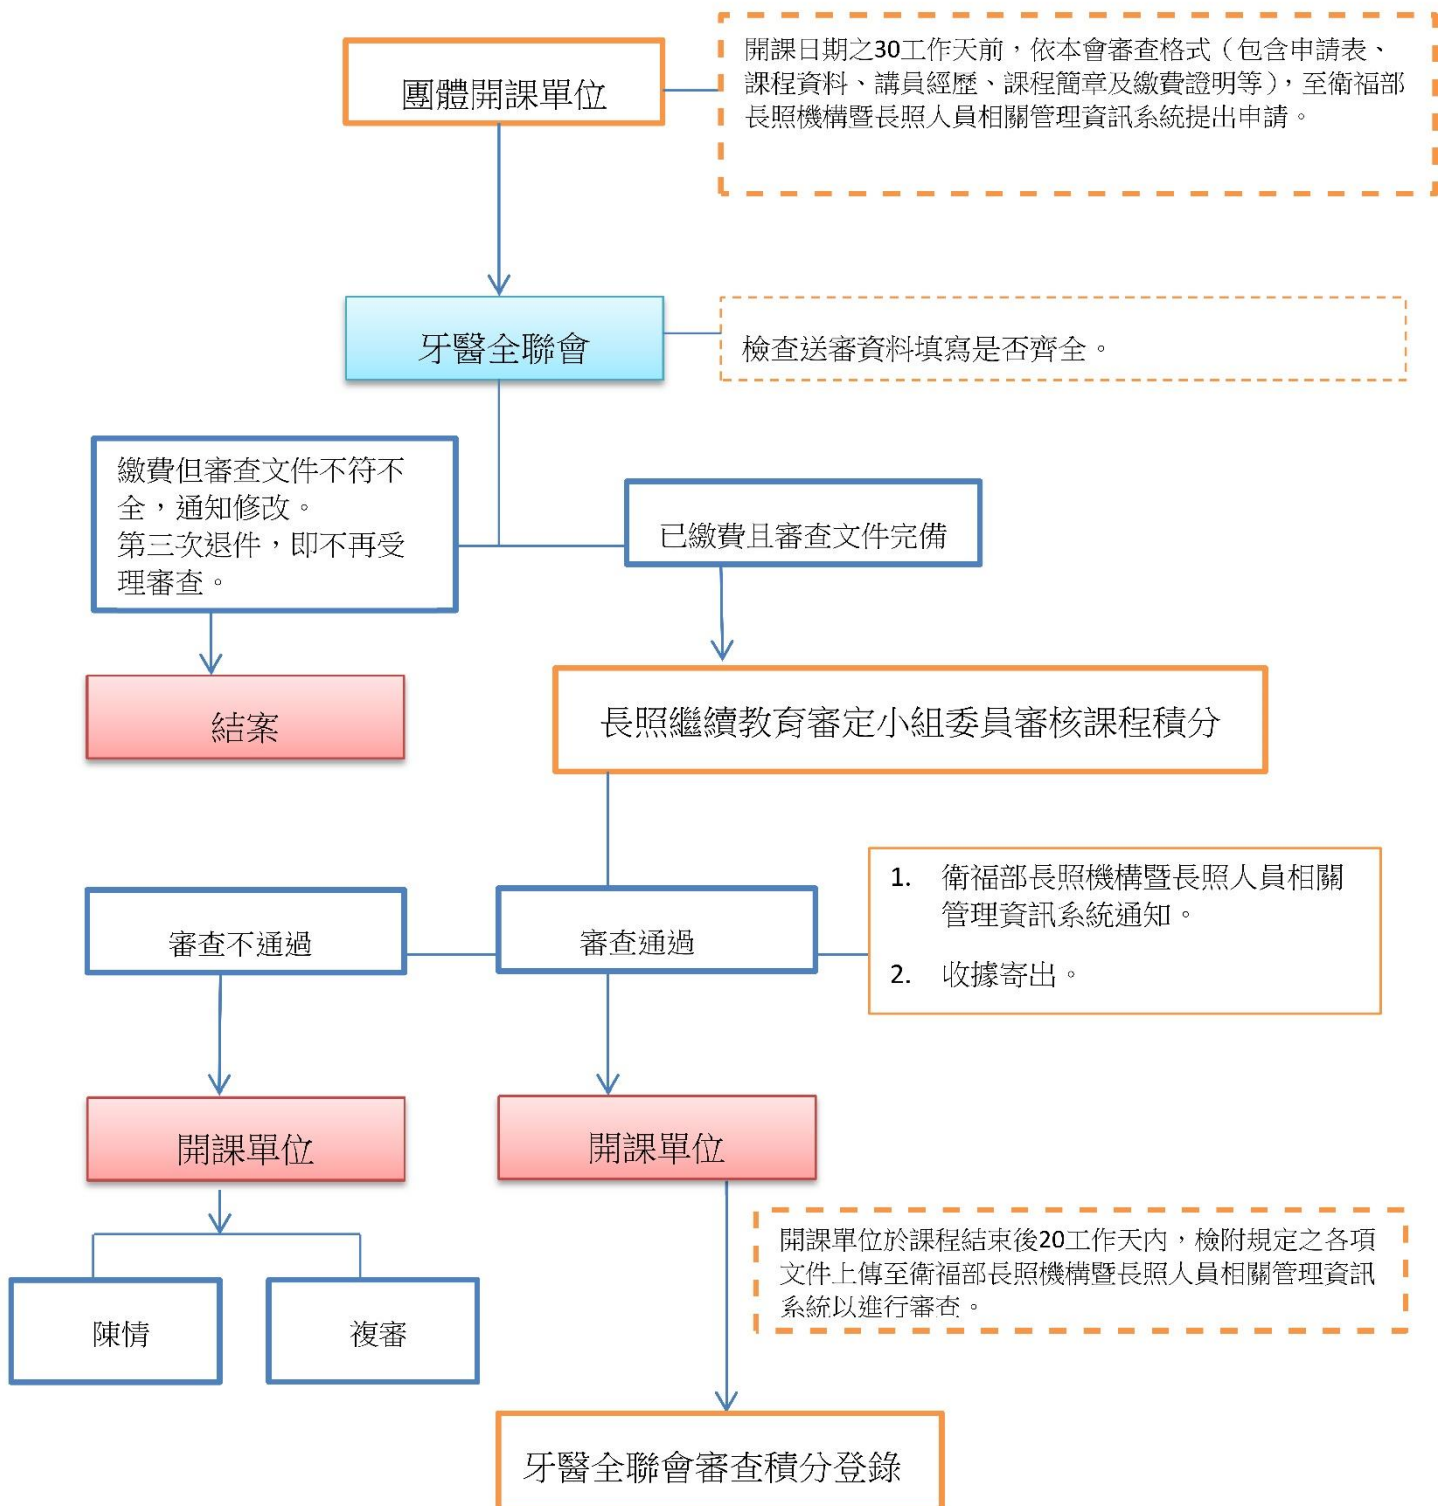 團體開課單位
開課日期之30工作天前，依本會審查格式（包含申請表、
課程資料、講員經歷、課程簡章及繳費證明等），至衛福部
長照機構暨長照人員相關管理資訊系統提出申請。
牙醫全聯會
檢查送審資料填寫是否齊全。
繳費但審查文件不符不
全，通知修改。
第三次退件，即不再受
理審查。
已繳費且審查文件完備
結案
長照繼續教育審定小組委員審核課程積分
審查不通過
審查通過
1. 衛福部長照機構暨長照人員相關
管理資訊系統通知。
2. 收據寄出。
開課單位
開課單位
開課單位於課程結束後20工作天內，檢附規定之各項
文件上傳至衛福部長照機構暨長照人員相關管理資訊
系統以進行審查。
陳情
複審
牙醫全聯會審查積分登錄